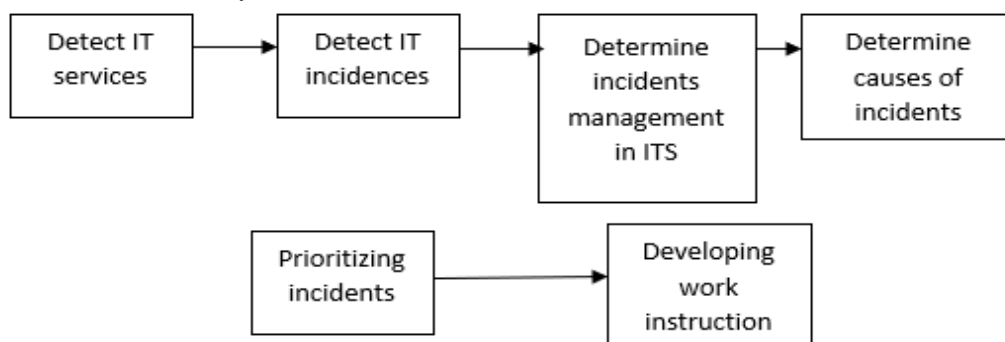 Detect IT
services
Detect IT
incidences
Determine
incidents
management
in ITS
Determine
causes of
incidents
Prioritizing
incidents
Developing
work
instruction